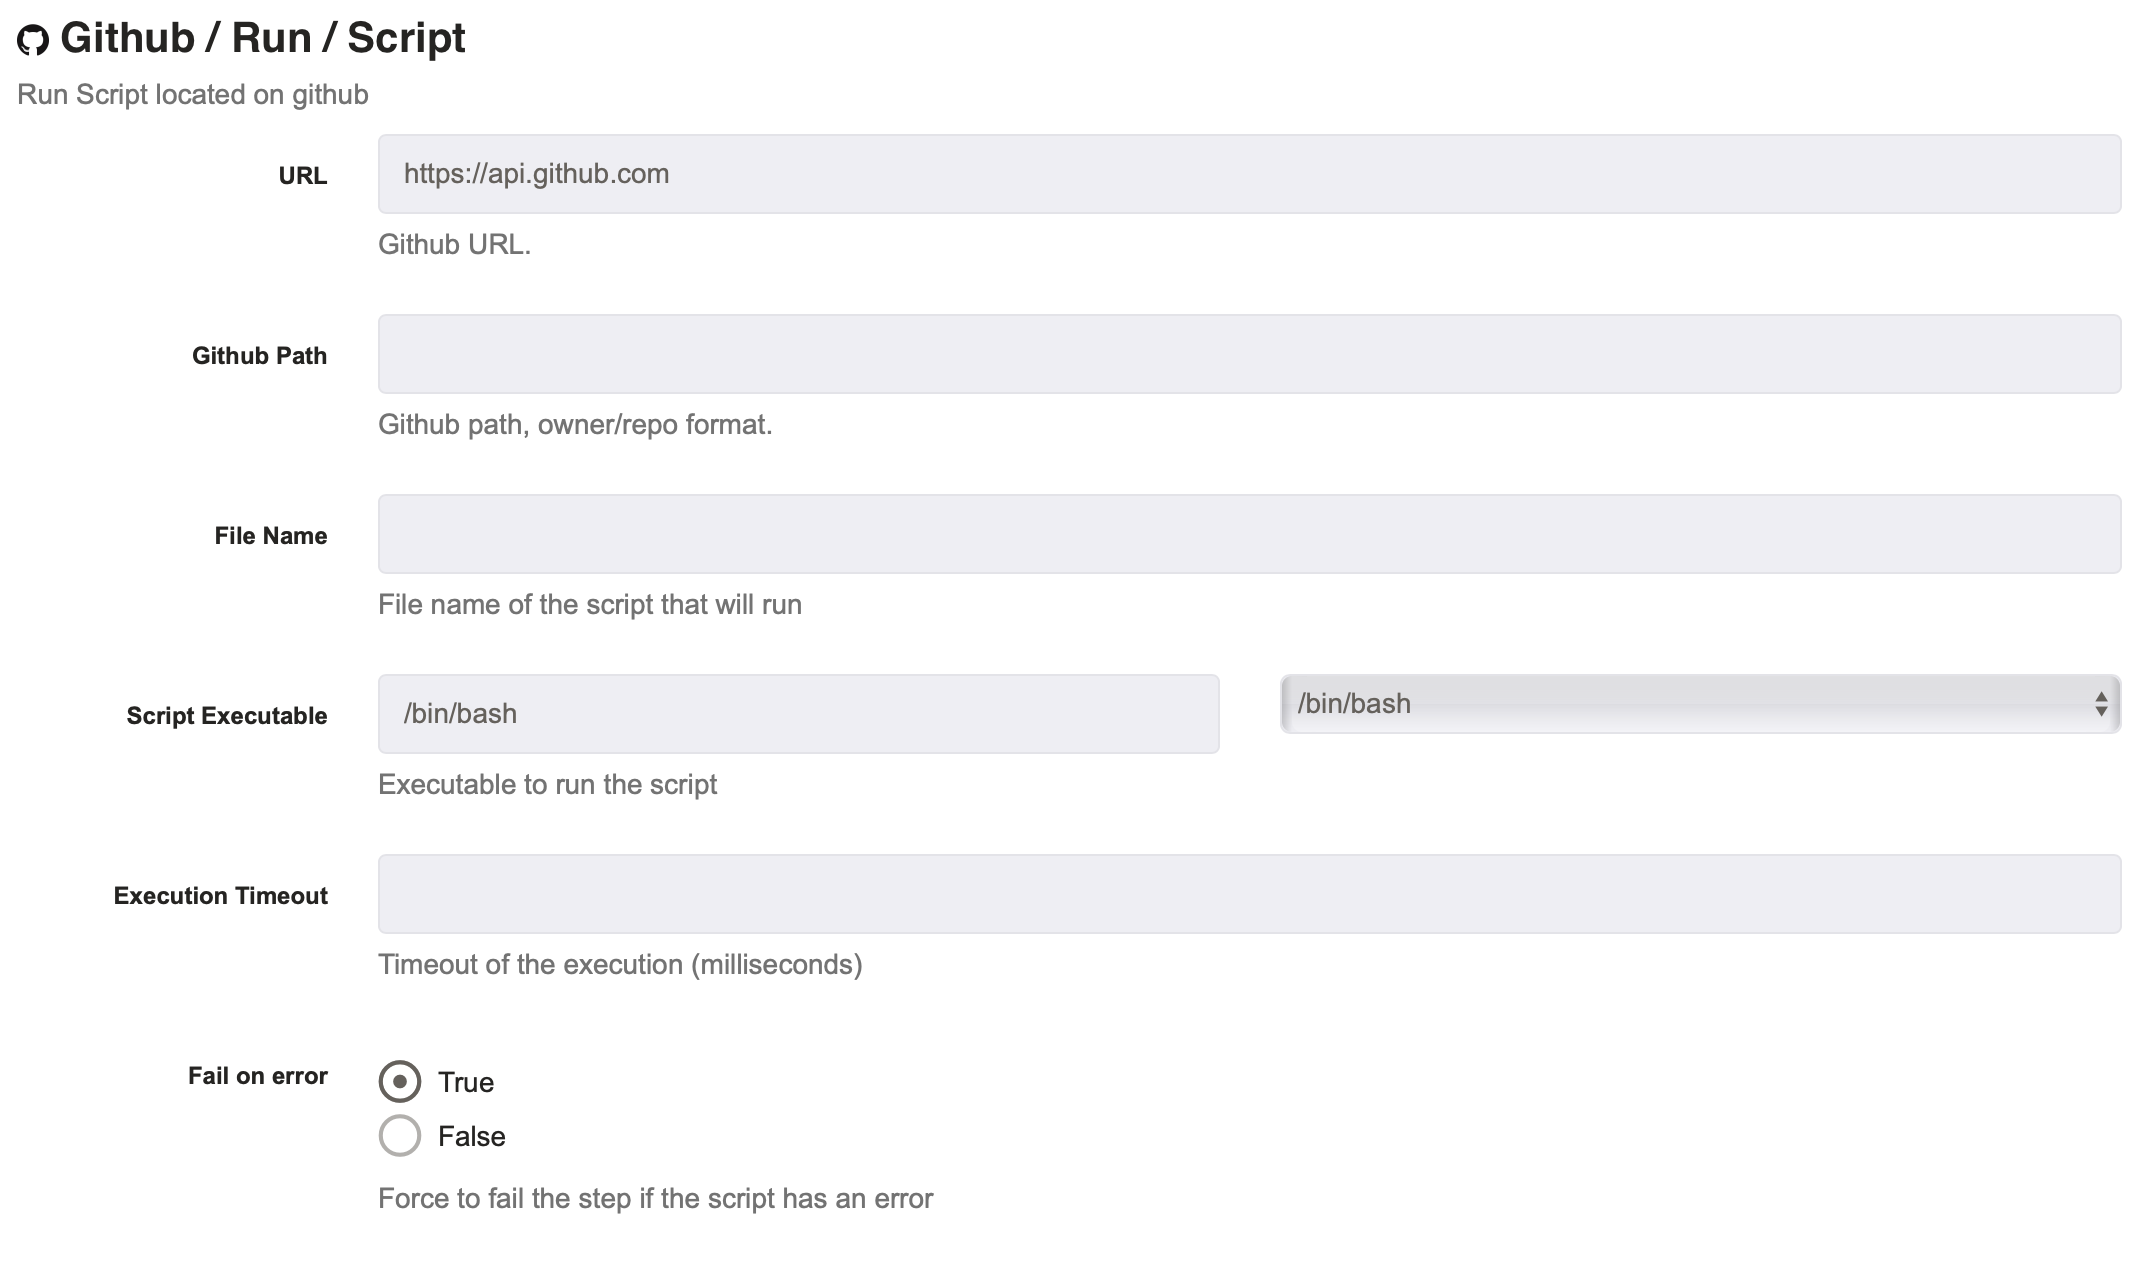 Github / Run / Script
Run Script located on github
URL
https://api.github.com
Github URL.
Github Path
Github path, owner/repo format.
File Name
File name of the script that will run
Script Executable
/bin/bash
/bin/bash
Executable to run the script
Execution Timeout
Timeout of the execution (milliseconds)
Fail on error
True
False
Force to fail the step if the script has an error